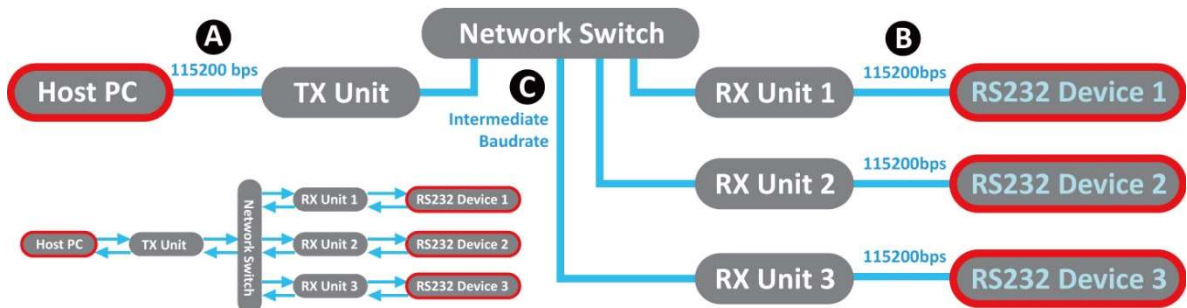 A
115200 bps
Host PC
TX Unit
Network Switch
C
Intermediate
Baudrate
B
RX Unit 1
115200bps
RS232 Device 1
RX Unit 2
115200bps
RS232 Device 2
RX Unit 3
115200bps
RS232 Device 3
Host PC
TX Unit
Network Switch
RX Unit 1
RS232 Device 1
RX Unit 2
RS232 Device 2
RX Unit 3
RS232 Device 3